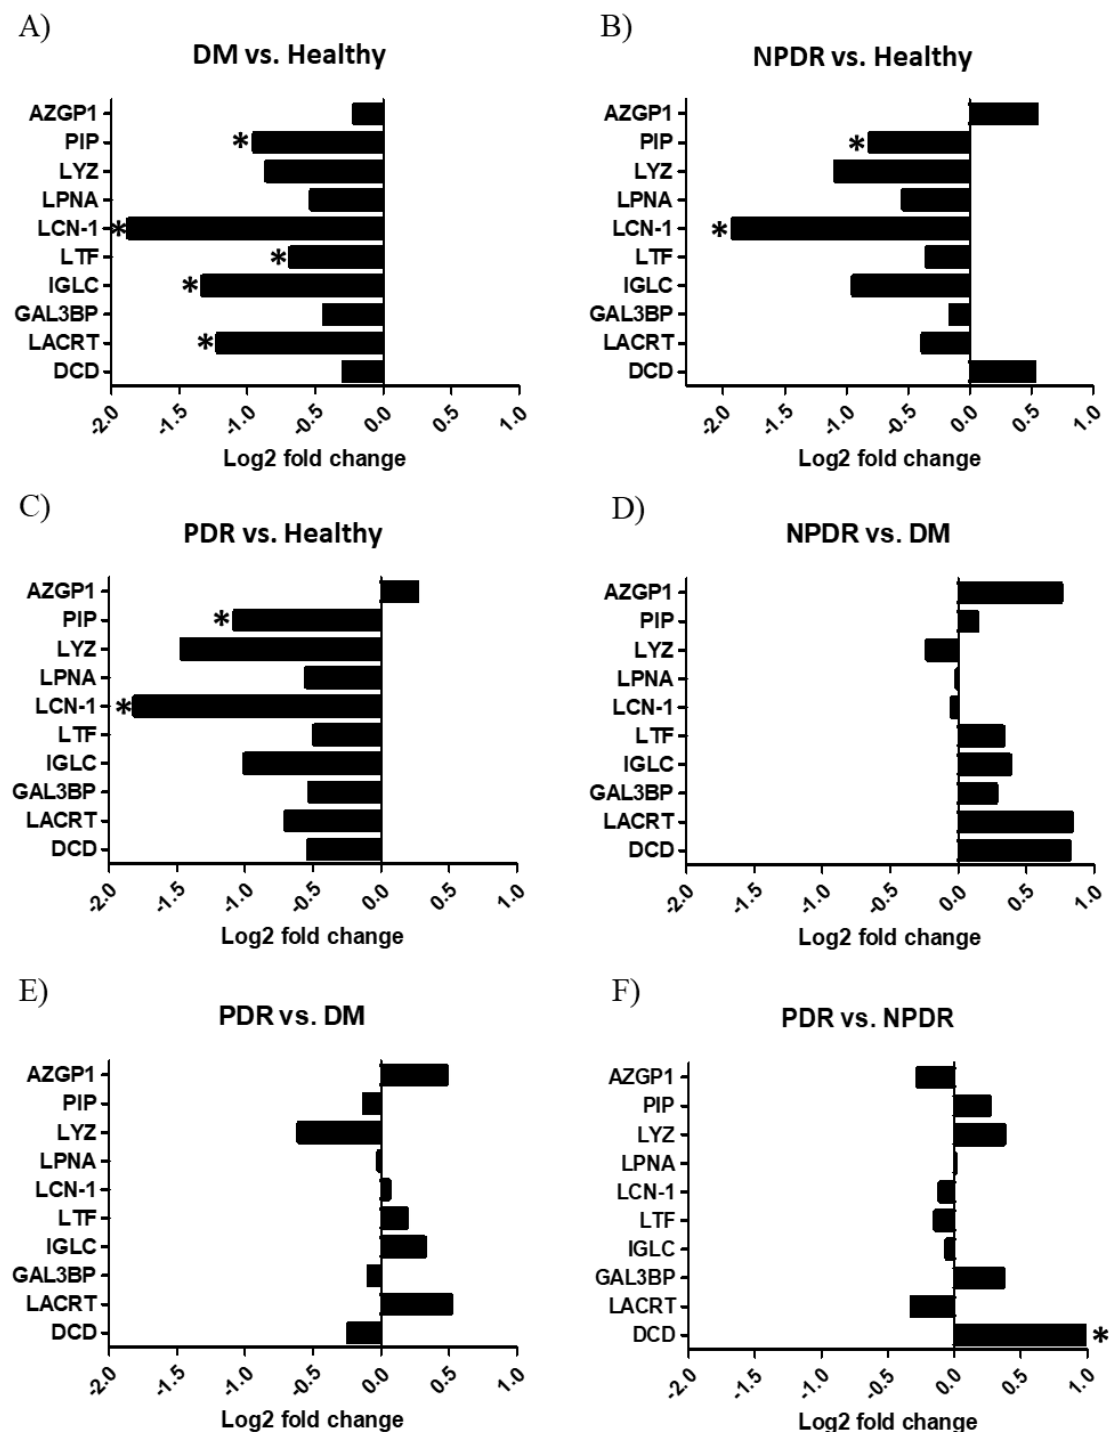 A)
DM vs. Healthy
AZGP1
PIP
*
LYZ
LPNA
LCN-1
*
LTF
*
IGLC
*
GAL3BP
LACRT
*
DCD
-2.0 -1.5 -1.0 -0.5 0.0 0.5 1.0
Log2 fold change
B)
NPDR vs. Healthy
AZGP1
PIP
*
LYZ
LPNA
LCN-1
*
LTF
IGLC
GAL3BP
LACRT
DCD
-2.0 -1.5 -1.0 -0.5 0.0 0.5 1.0
Log2 fold change
C)
PDR vs. Healthy
AZGP1
PIP
*
LYZ
LPNA
LCN-1
*
LTF
IGLC
GAL3BP
LACRT
DCD
-2.0 -1.5 -1.0 -0.5 0.0 0.5 1.0
Log2 fold change
D)
NPDR vs. DM
AZGP1
PIP
LYZ
LPNA
LCN-1
LTF
IGLC
GAL3BP
LACRT
DCD
-2.0 -1.5 -1.0 -0.5 0.0 0.5 1.0
Log2 fold change
E)
PDR vs. DM
AZGP1
PIP
LYZ
LPNA
LCN-1
LTF
IGLC
GAL3BP
LACRT
DCD
-2.0 -1.5 -1.0 -0.5 0.0 0.5 1.0
Log2 fold change
F)
PDR vs. NPDR
AZGP1
PIP
LYZ
LPNA
LCN-1
LTF
IGLC
GAL3BP
LACRT
DCD
*
-2.0 -1.5 -1.0 -0.5 0.0 0.5 1.0
Log2 fold change